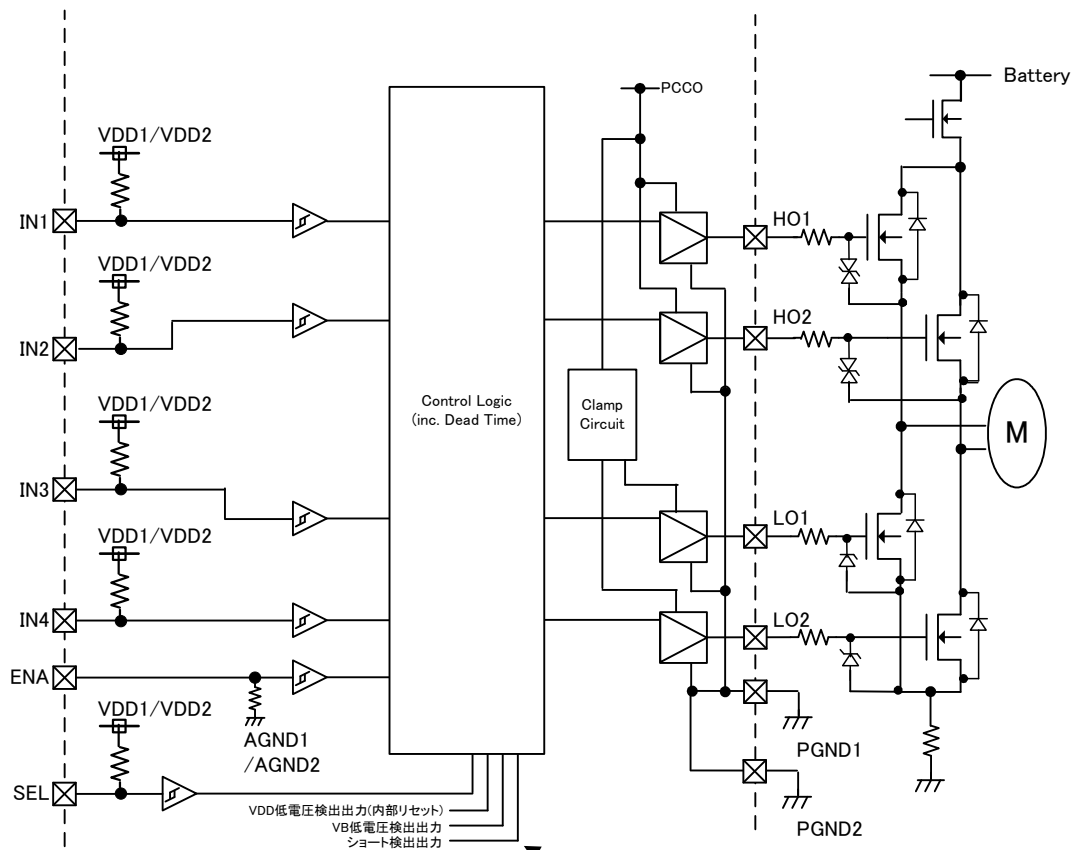 Battery
PCCO
VDD1/VDD2
IN1
HO1
VDD1/VDD2
IN2
HO2
Control Logic
(inc. Dead Time)
Clamp
Circuit
VDD1/VDD2
M
IN3
LO1
VDD1/VDD2
IN4
LO2
ENA
VDD1/VDD2
AGND1
/AGND2
PGND1
SEL
VDD低電圧検出出力(内部リセット)
VB低電圧検出出力
ショート検出出力
PGND2